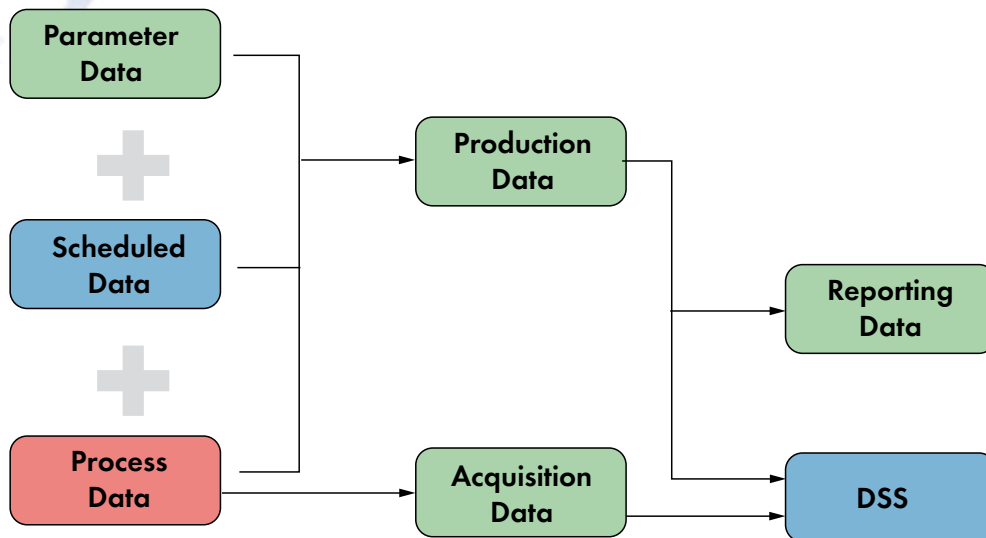 Parameter
Data
Scheduled
Data
Process
Data
Production
Data
Acquisition
Data
Reporting
Data
DSS